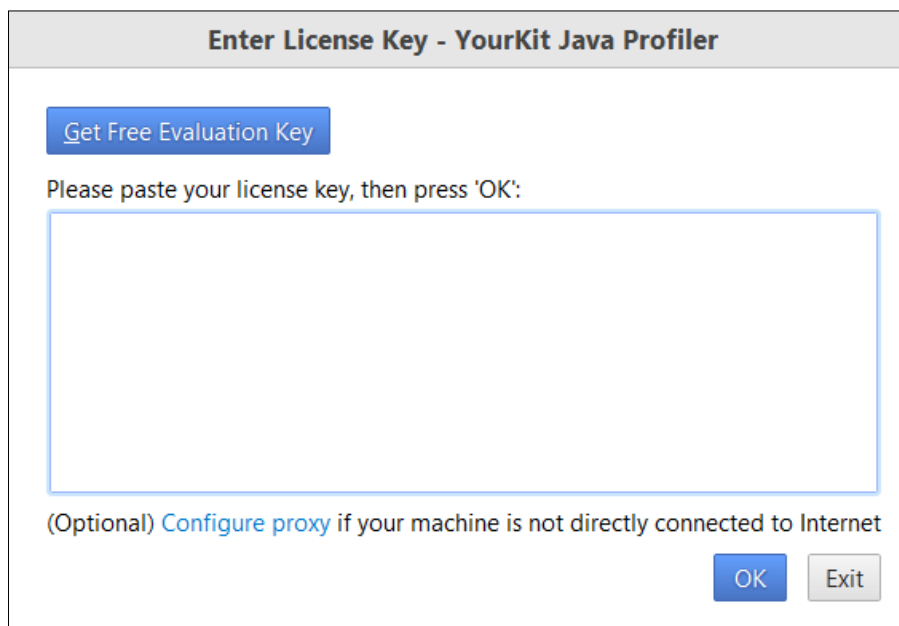 Enter License Key - YourKit Java Profiler
Get Free Evaluation Key
Please paste your license key, then press 'OK':
(Optional) Configure proxy if your machine is not directly connected to Internet
OK Exit